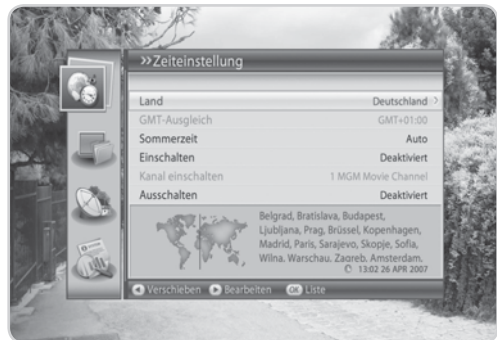 »Zeiteinstellung
Land Deutschland >
GMT-Ausgleich GMT+01:00
Sommerzeit Auto
Einschalten Deaktiviert
Kanal einschalten 1 MGM Movie Channel
Ausschalten Deaktiviert
Belgrad, Bratislava, Budapest,
Ljubljana, Prag, Brüssel, Kopenhagen,
Madrid, Paris, Sarajevo, Skopje, Sofia,
Wilna, Warschau, Zagreb, Amsterdam,
13:02 26 APR 2007
Verschieben Bearbeiten OK Liste